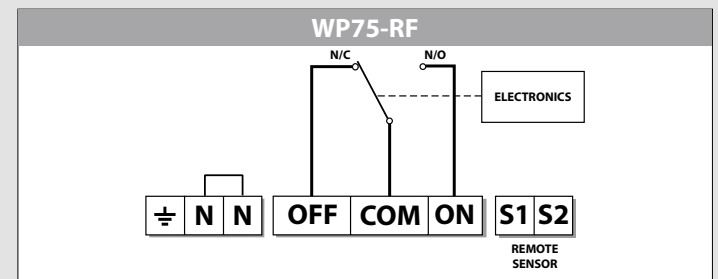 WP75-RF
N/C N/O
ELECTRONICS
N N OFF COM ON S1 S2
REMOTE
SENSOR